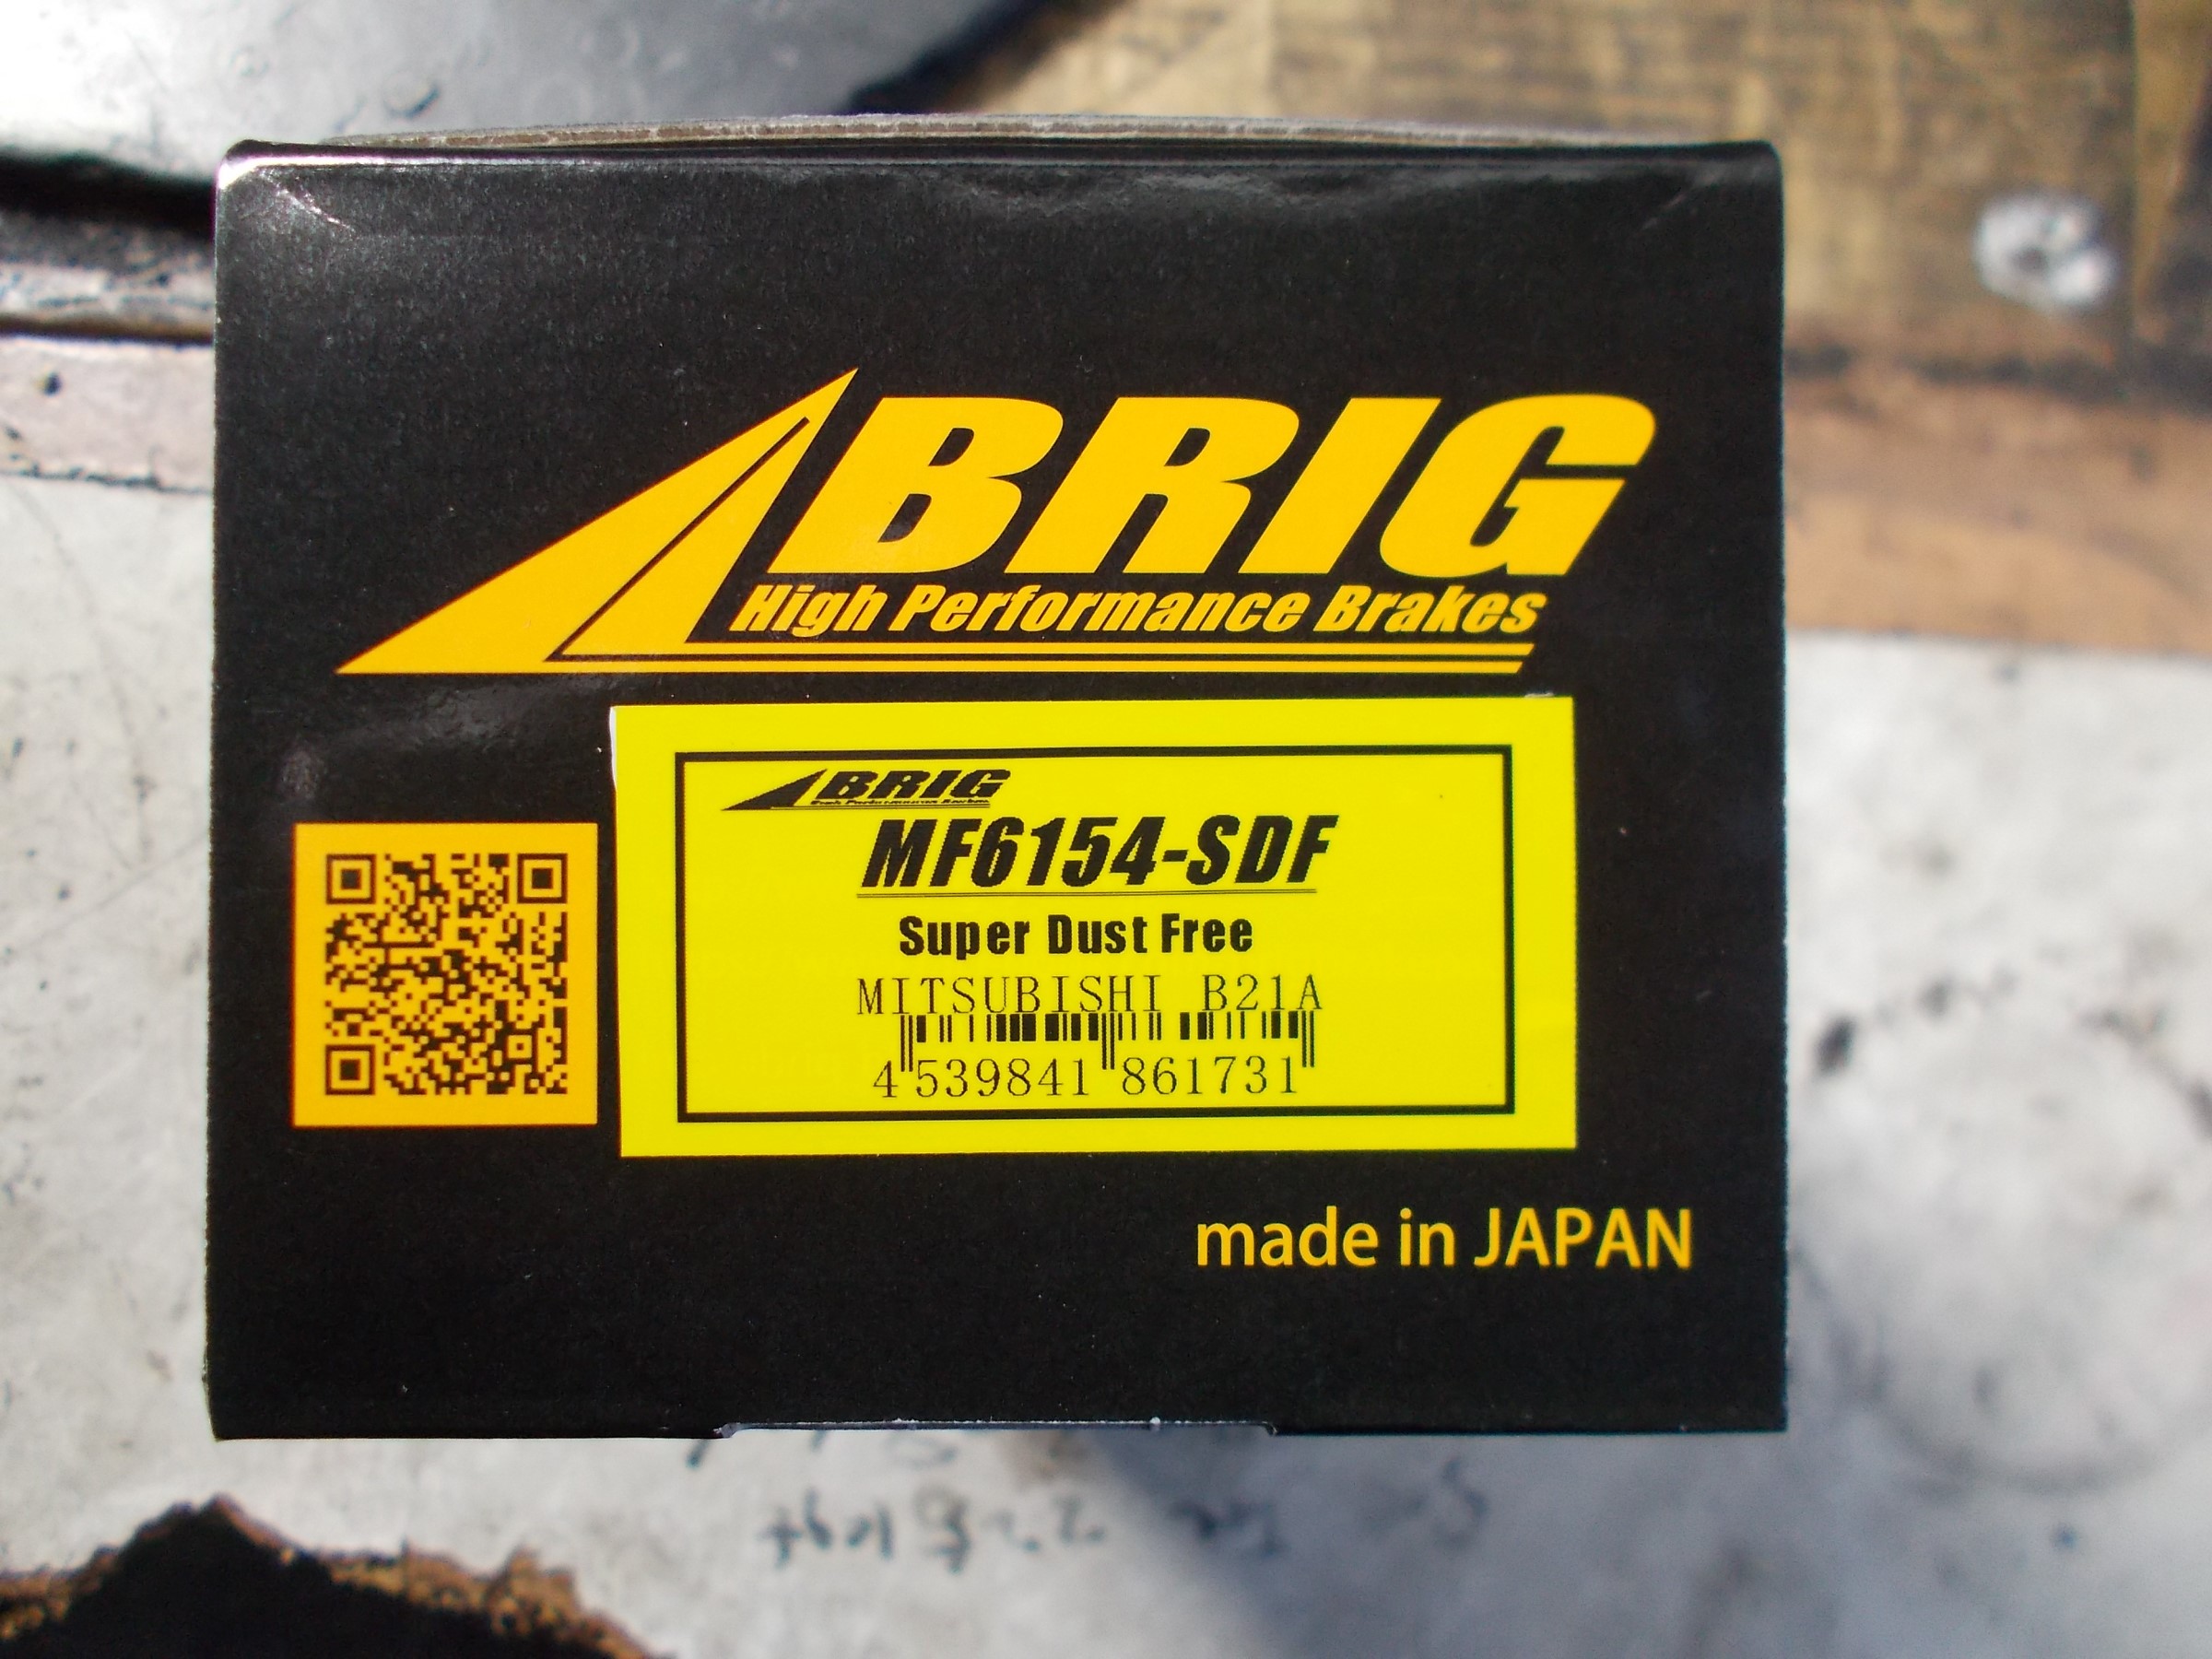 BRIG
High Performance Brakes
BRIG
MF6154-SDF
Super Dust Free
MITSUBISHI B21A
4 539841 861731
made in JAPAN